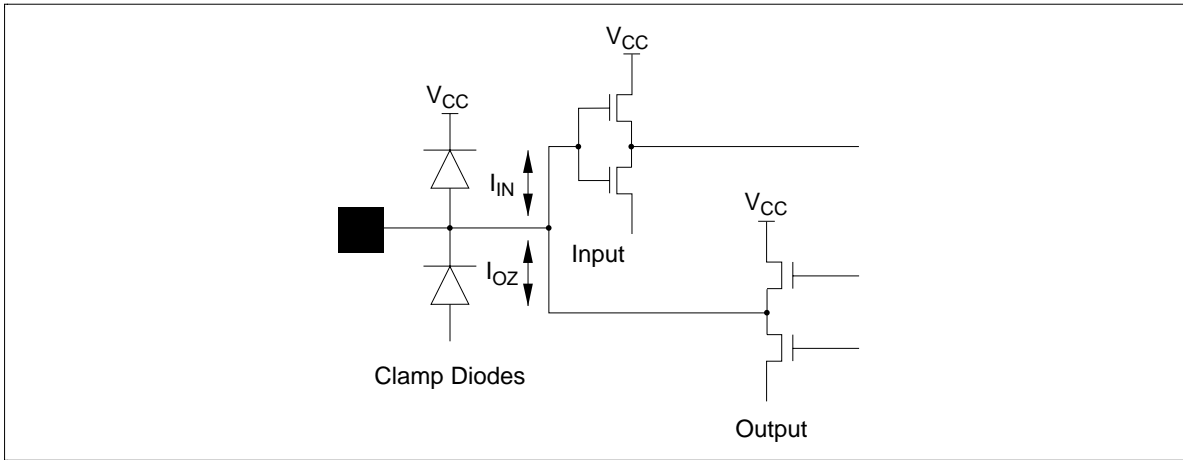 VCC
VCC
IIN
VCC
Input
IOZ
Clamp Diodes
Output